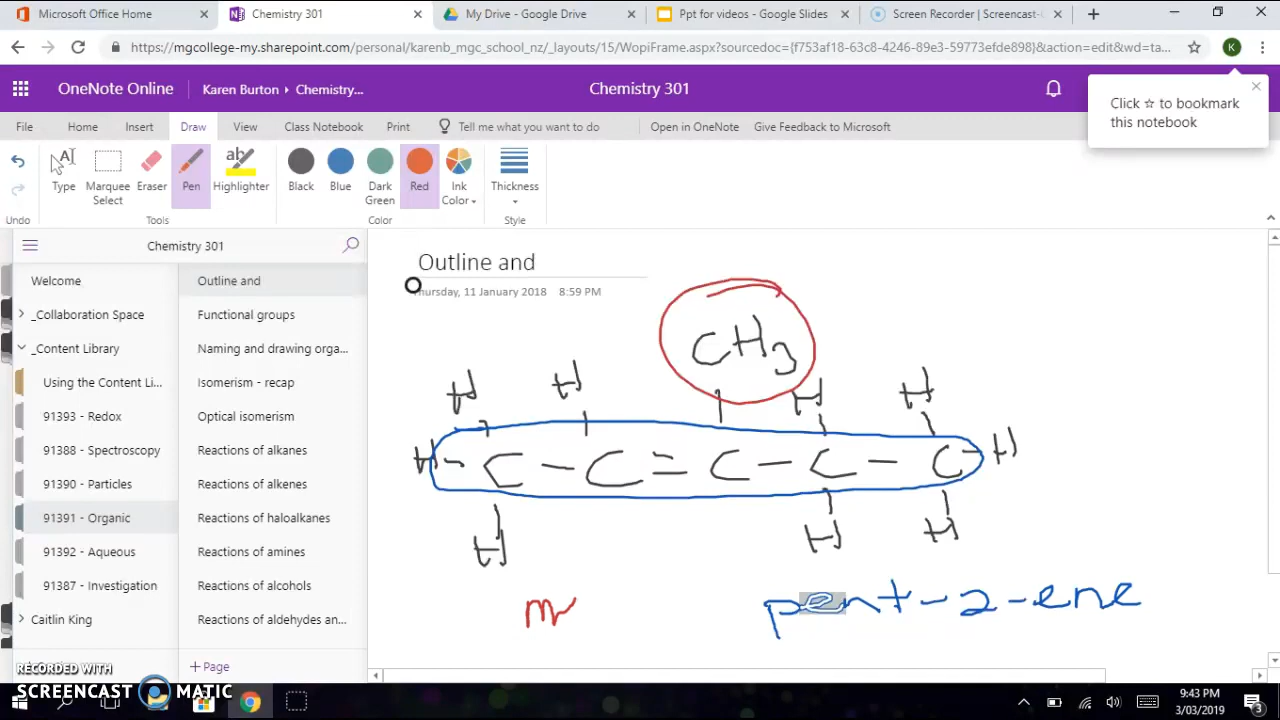 Microsoft Office Home
Chemistry 301
My Drive - Google Drive
Ppt for videos - Google Slides
Screen Recorder | Screencast-
https://mgcollege-my.sharepoint.com/personal/karenb_mgc_school_nz/_layouts/15/WopiFrame.aspx?sourcedoc={f753af18-63c8-4246-89e3-59773efde898}&action=edit&wd=ta...
K
OneNote Online
Karen Burton › Chemistry...
Chemistry 301
Click ☆ to bookmark
this notebook
File Home Insert Draw View Class Notebook Print Tell me what you want to do Open in OneNote Give Feedback to Microsoft
Type Marquee Select Eraser Pen Highlighter
Black Blue Dark Green Red Ink Color Thickness
Undo Tools Color Style
Chemistry 301
Welcome
_Collaboration Space
_Content Library
Using the Content Li...
91393 - Redox
91388 - Spectroscopy
91390 - Particles
91391 - Organic
91392 - Aqueous
91387 - Investigation
Caitlin King
Outline and
Functional groups
Naming and drawing orga...
Isomerism - recap
Optical isomerism
Reactions of alkanes
Reactions of alkenes
Reactions of haloalkanes
Reactions of amines
Reactions of alcohols
Reactions of aldehydes an...
+ Page
Outline and
hursday, 11 January 2018 8:59 PM
CH3
H H H H
H - C - C = C - C - C - H
H H H
m pent-2-ene
RECORDED WITH
SCREENCAST MATIC
9:43 PM
3/03/2019
3